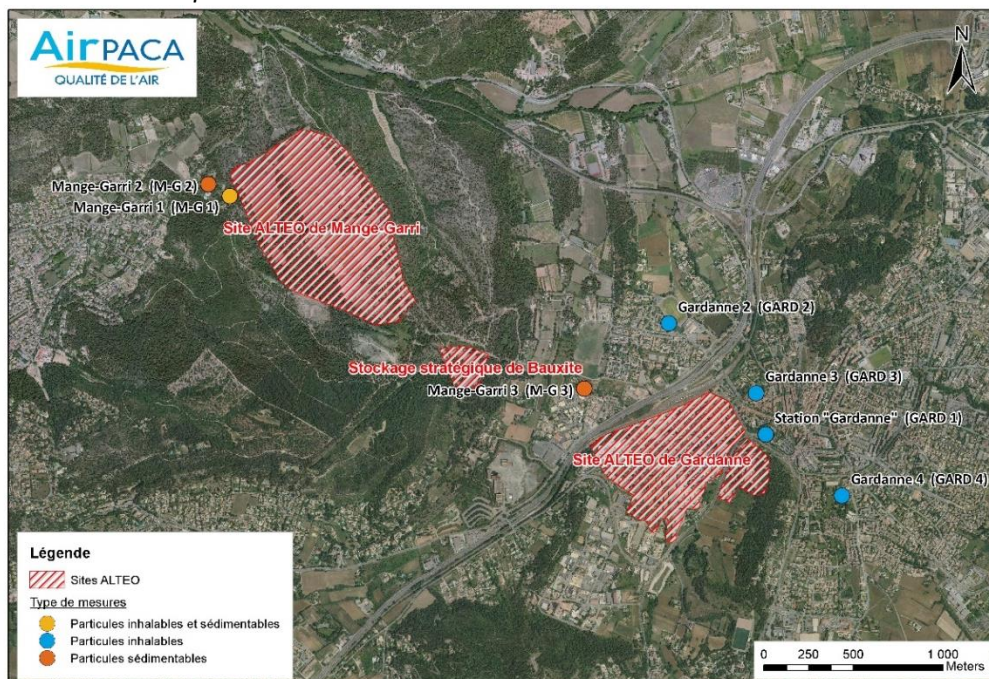 AirPACA
QUALITÉ DE L'AIR
N
Mange-Garri 2 (M-G 2)
Mange-Garri 1 (M-G 1)
Site ALTEO de Mange-Garri
Gardanne 2 (GARD 2)
Stockage stratégique de Bauxite
Mange-Garri 3 (M-G 3)
Gardanne 3 (GARD 3)
Station "Gardanne" (GARD 1)
Site ALTEO de Gardanne
Gardanne 4 (GARD 4)
Légende
Sites ALTEO
Type de mesures
Particules inhalables et sédimentables
Particules inhalables
Particules sédimentables
0 250 500 1 000
Meters